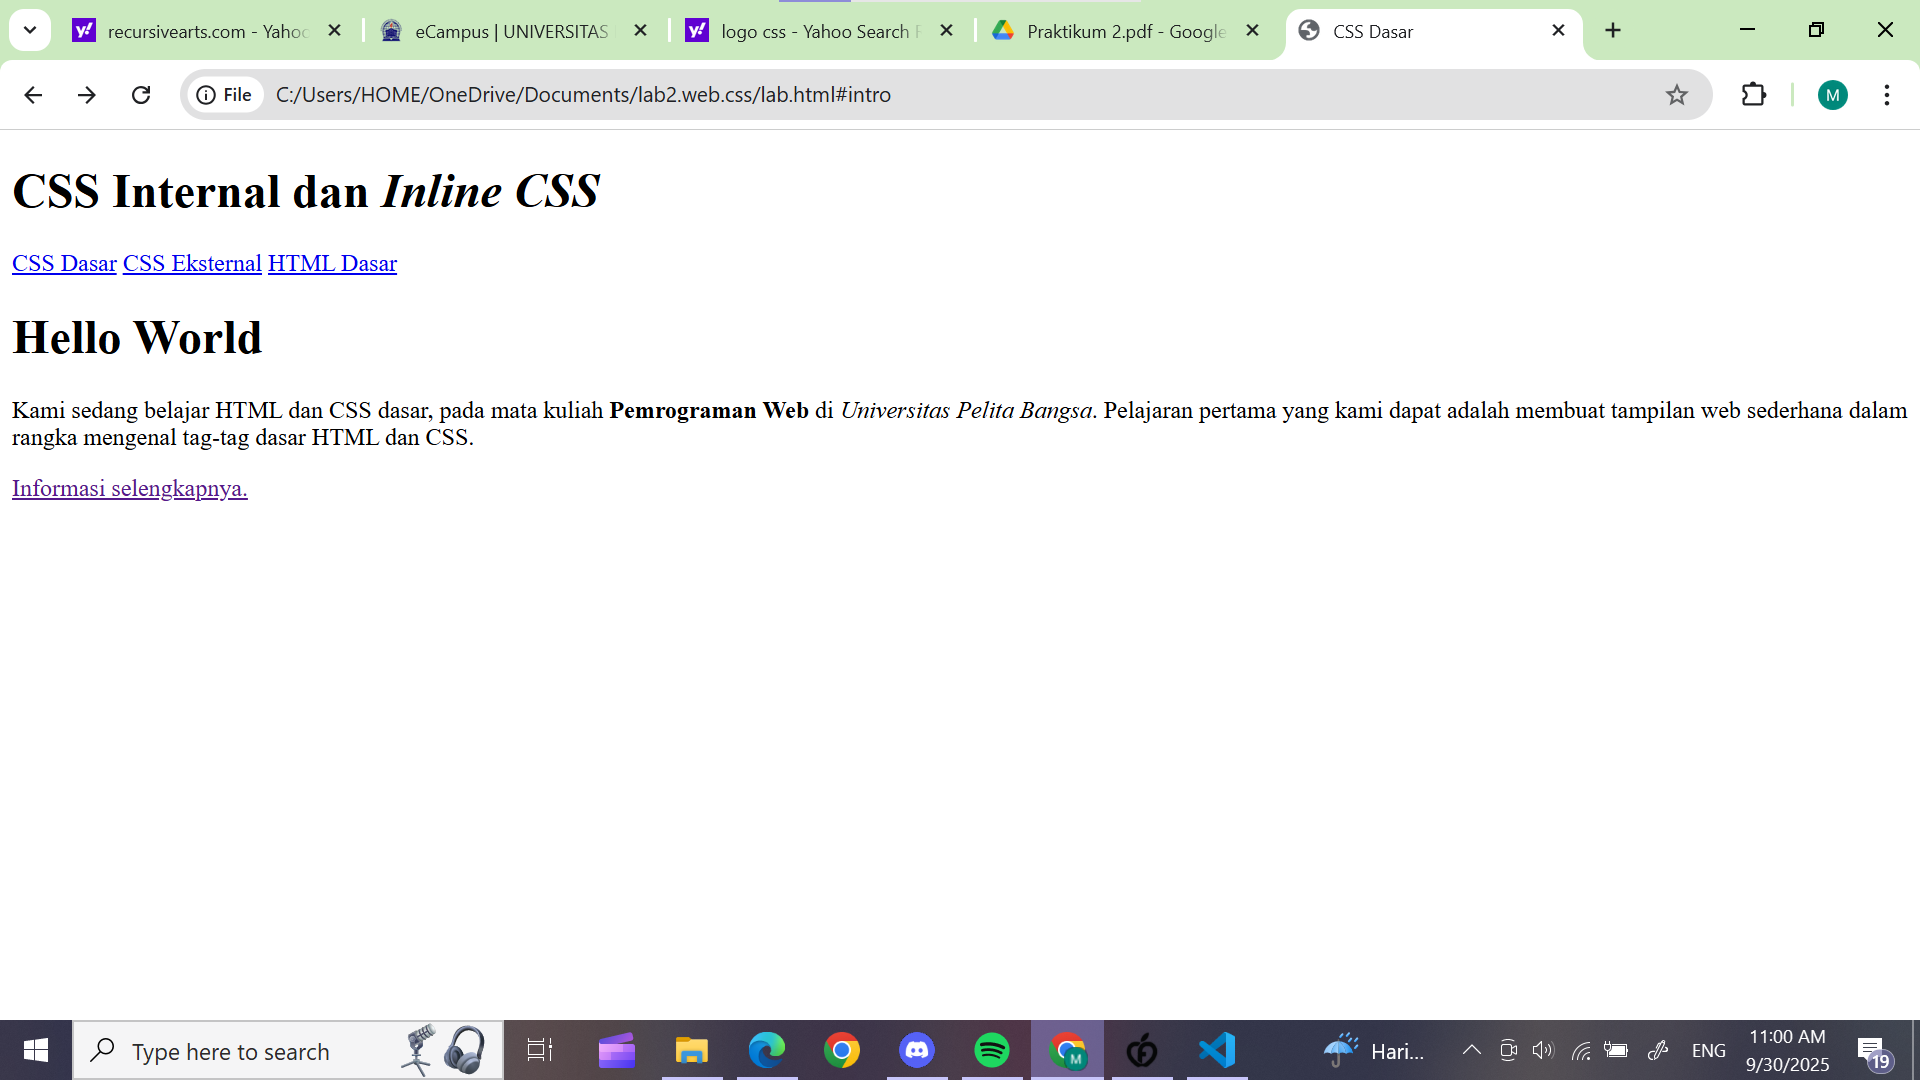 recursivearts.com - Yahoo
eCampus | UNIVERSITAS
logo css - Yahoo Search
Praktikum 2.pdf - Google
CSS Dasar
File
C:/Users/HOME/OneDrive/Documents/lab2.web.css/lab.html#intro
M
CSS Internal dan Inline CSS
CSS Dasar CSS Eksternal HTML Dasar
Hello World
Kami sedang belajar HTML dan CSS dasar, pada mata kuliah Pemrograman Web di Universitas Pelita Bangsa. Pelajaran pertama yang kami dapat adalah membuat tampilan web sederhana dalam
rangka mengenal tag-tag dasar HTML dan CSS.
Informasi selengkapnya.
Type here to search
M
Hari...
ENG
11:00 AM
9/30/2025
19